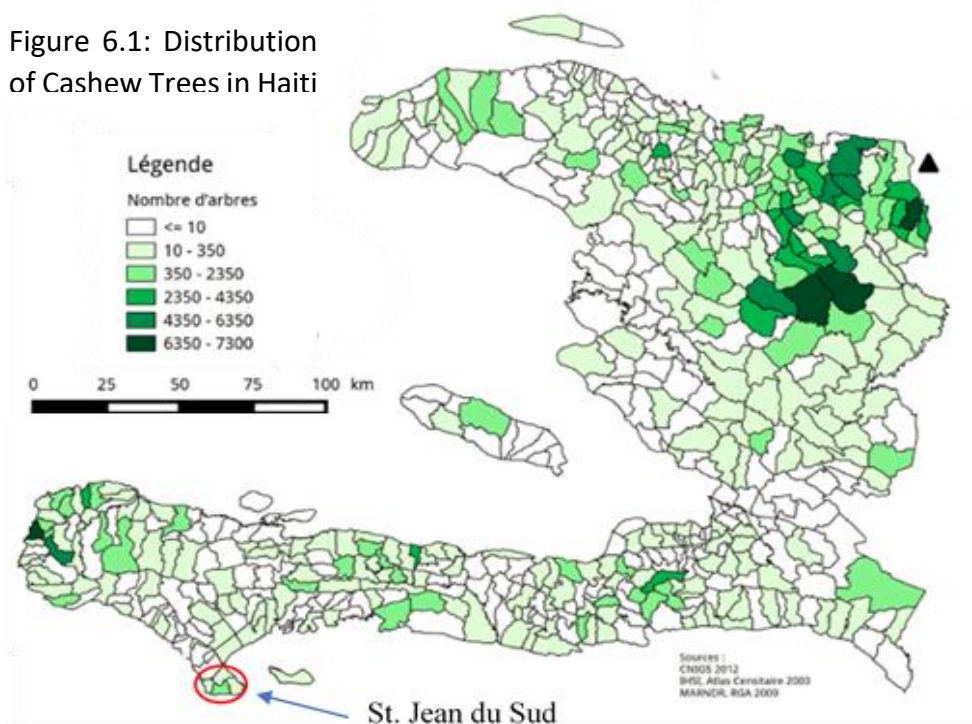 Figure 6.1: Distribution
of Cashew Trees in Haiti
Légende
Nombre d'arbres
<= 10
10 - 350
350 - 2350
2350 - 4350
4350 - 6350
6350 - 7300
0 25 50 75 100 km
Sources :
CNIGS 2012
IHSI, Atlas Censitaire 2003
MARNDR, RGA 2009
St. Jean du Sud